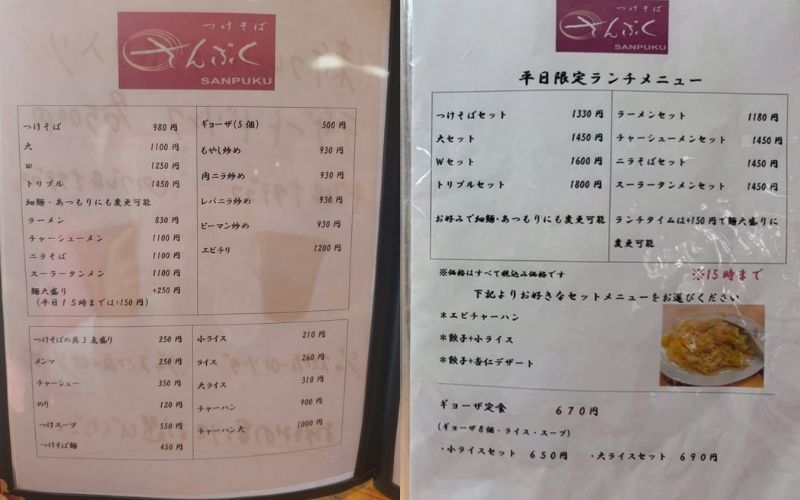 つけそば
さんぷく
SANPUKU
つけそば 980円
大 1100円
W 1250円
トリプル 1450円
細麺・あつもりにも変更可能
ラーメン 830円
チャーシューメン 1100円
ニラそば 1100円
スーラータンメン 1100円
麺大盛り +250円
(平日15時までは+150円)
ギョーザ(5個) 500円
もやし炒め 930円
肉ニラ炒め 930円
レバニラ炒め 930円
ピーマン炒め 930円
エビチリ 1200円
つけそばの具3点盛り 250円
メンマ 250円
チャーシュー 350円
のり 120円
つけスープ 550円
つけそば麺 450円
小ライス 210円
ライス 260円
大ライス 310円
チャーハン 900円
チャーハン大 1000円
つけそば
さんぷく
SANPUKU
平日限定ランチメニュー
つけそばセット 1330円
大セット 1450円
Wセット 1600円
トリプルセット 1800円
お好みで細麺・あつもりにも変更可能
ラーメンセット 1180円
チャーシューメンセット 1450円
ニラそばセット 1450円
スーラータンメンセット 1450円
ランチタイムは+150円で麺大盛りに
変更可能
※価格はすべて税込み価格です
※15時まで
下記よりお好きなセットメニューをお選びください
*エビチャーハン
*餃子+小ライス
*餃子+杏仁デザート
ギョーザ定食 670円
(ギョーザ8個・ライス・スープ)
・小ライスセット 650円 ・大ライスセット 690円